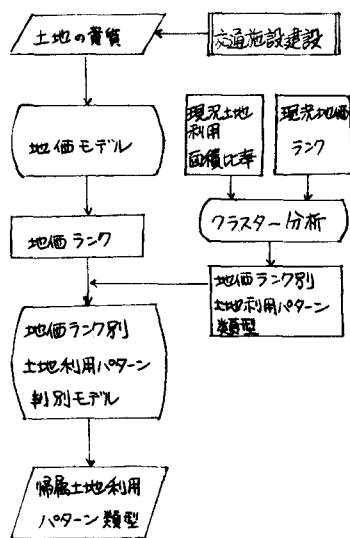 土地の資質
交通施設建設
現況土地
利用
面積比率
現況地価
ランク
地価モデル
クラスター分析
地価ランク
地価ランク別
土地利用パターン
類型
地価ランク別
土地利用パターン
判別モデル
帰属土地利用
パターン類型